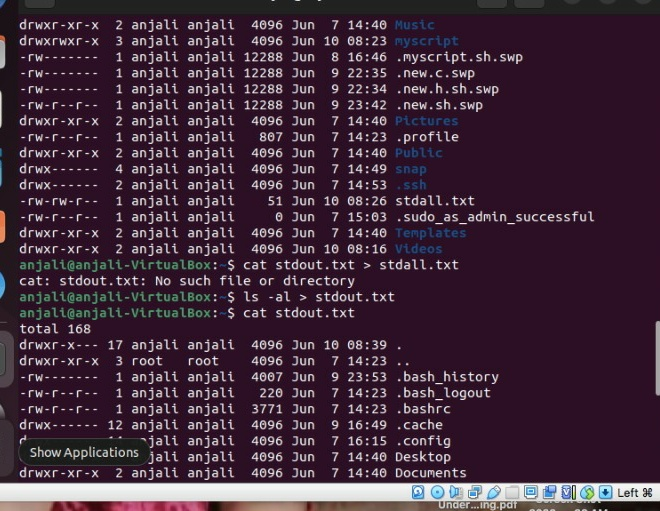 drwxr-xr-x  2 anjali anjali  4096 Jun  7 14:40 Music
drwxrwxr-x  3 anjali anjali  4096 Jun 10 08:23 myscript
-rw-------  1 anjali anjali 12288 Jun  8 16:46 .myscript.sh.swp
-rw-------  1 anjali anjali 12288 Jun  9 22:35 .new.c.swp
-rw-------  1 anjali anjali 12288 Jun  9 22:34 .new.h.sh.swp
-rw-r--r--  1 anjali anjali 12288 Jun  9 23:42 .new.sh.swp
drwxr-xr-x  2 anjali anjali  4096 Jun  7 14:40 Pictures
-rw-r--r--  1 anjali anjali   807 Jun  7 14:23 .profile
drwxr-xr-x  2 anjali anjali  4096 Jun  7 14:40 Public
drwx------  4 anjali anjali  4096 Jun  7 14:49 snap
drwx------  2 anjali anjali  4096 Jun  7 14:53 .ssh
-rw-rw-r--  1 anjali anjali    51 Jun 10 08:26 stdall.txt
-rw-r--r--  1 anjali anjali     0 Jun  7 15:03 .sudo_as_admin_successful
drwxr-xr-x  2 anjali anjali  4096 Jun  7 14:40 Templates
drwxr-xr-x  2 anjali anjali  4096 Jun 10 08:16 Videos
anjali@anjali-VirtualBox:~$ cat stdout.txt > stdall.txt
cat: stdout.txt: No such file or directory
anjali@anjali-VirtualBox:~$ ls -al > stdout.txt
anjali@anjali-VirtualBox:~$ cat stdout.txt
total 168
drwxr-x--- 17 anjali anjali  4096 Jun 10 08:39 .
drwxr-xr-x  3 root   root    4096 Jun  7 14:23 ..
-rw-------  1 anjali anjali  4007 Jun  9 23:53 .bash_history
-rw-r--r--  1 anjali anjali   220 Jun  7 14:23 .bash_logout
-rw-r--r--  1 anjali anjali  3771 Jun  7 14:23 .bashrc
drwx------ 12 anjali anjali  4096 Jun  9 16:49 .cache
anjali  4096 Jun  7 16:15 .config
Show Applications
anjali  4096 Jun  7 14:40 Desktop
drwxr-xr-x  2 anjali anjali  4096 Jun  7 14:40 Documents
Left ⌘
Under...ing.pdf